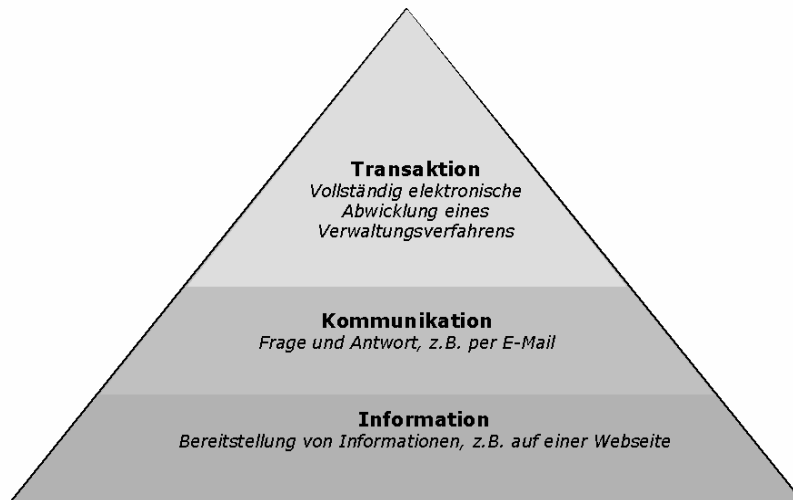 Transaktion
Vollständig elektronische
Abwicklung eines
Verwaltungsverfahrens
Kommunikation
Frage und Antwort, z.B. per E-Mail
Information
Bereitstellung von Informationen, z.B. auf einer Webseite